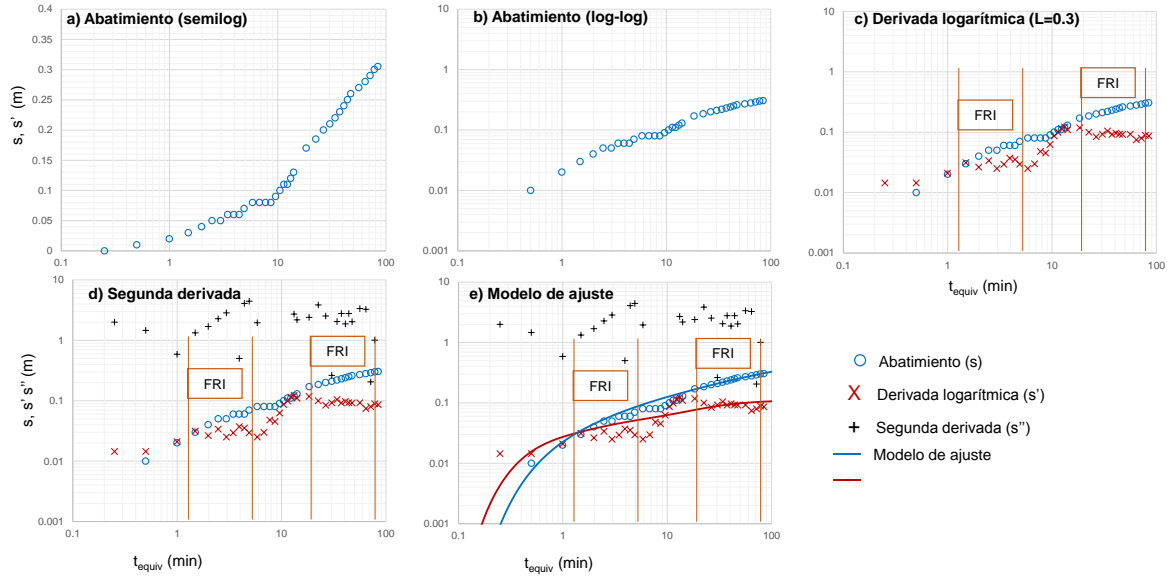 a) Abatimiento (semilog)
0.4
0.35
0.3
0.25
0.2
0.15
0.1
0.05
0
0.1
1
10
100
s, s’ (m)
b) Abatimiento (log-log)
10
1
0.1
0.01
0.001
0.1
1
10
100
c) Derivada logarítmica (L=0.3)
10
1
0.1
0.01
0.001
FRI
FRI
0.1
1
10
100
t equiv (min)
d) Segunda derivada
10
1
0.1
0.01
0.001
s, s’, s’’ (m)
FRI
FRI
0.1
1
10
100
t equiv (min)
e) Modelo de ajuste
10
1
0.1
0.01
0.001
FRI
FRI
0.1
1
10
100
t equiv (min)
Abatimiento (s)
Derivada logarítmica (s’)
Segunda derivada (s’’)
Modelo de ajuste